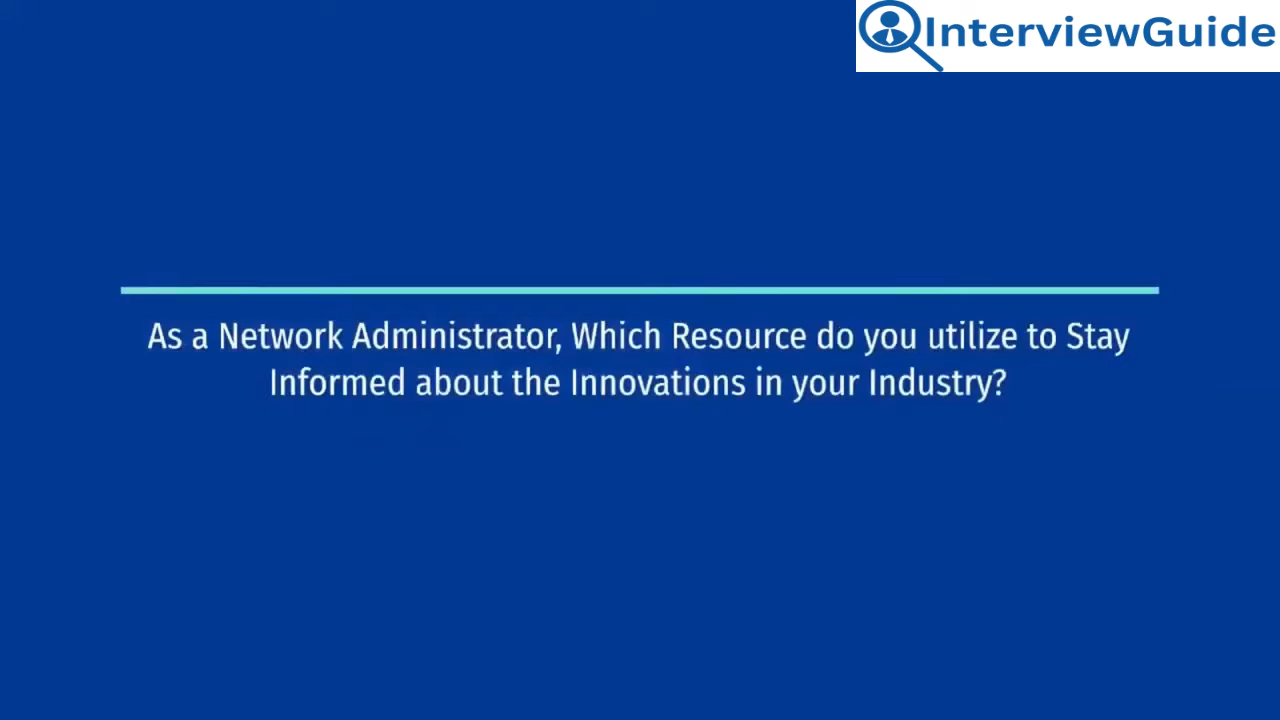 InterviewGuide
As a Network Administrator, Which Resource do you utilize to Stay
Informed about the Innovations in your Industry?